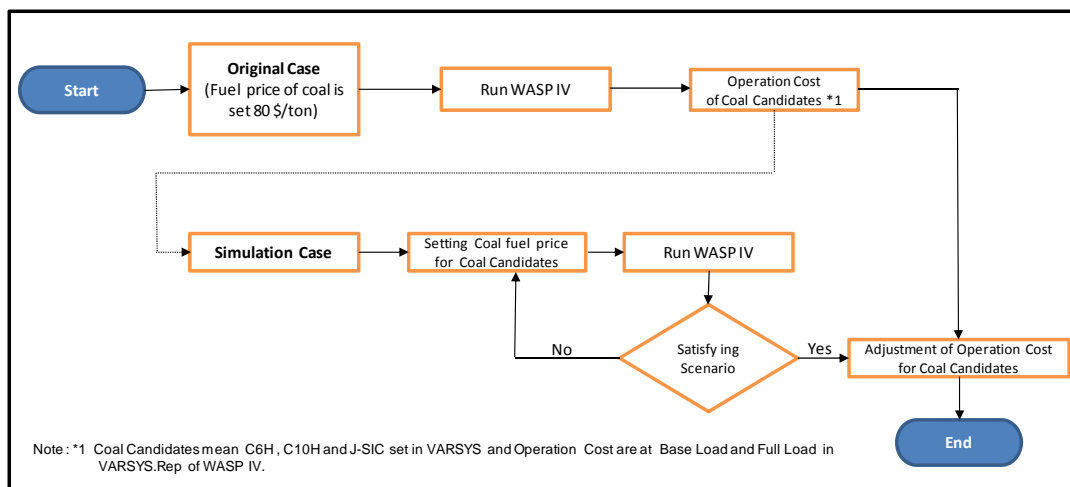 Start
Original Case
(Fuel price of coal is
set 80 $/ton)
Run WASP IV
Operation Cost
of Coal Candidates *1
Simulation Case
Setting Coal fuel price
for Coal Candidates
Run WASP IV
No
Satisfy ing
Scenario
Yes
Adjustment of Operation Cost
for Coal Candidates
End
Note : *1 Coal Candidates mean C6H , C10H and J-SIC set in VARSYS and Operation Cost are at Base Load and Full Load in
VARSYS.Rep of WASP IV.